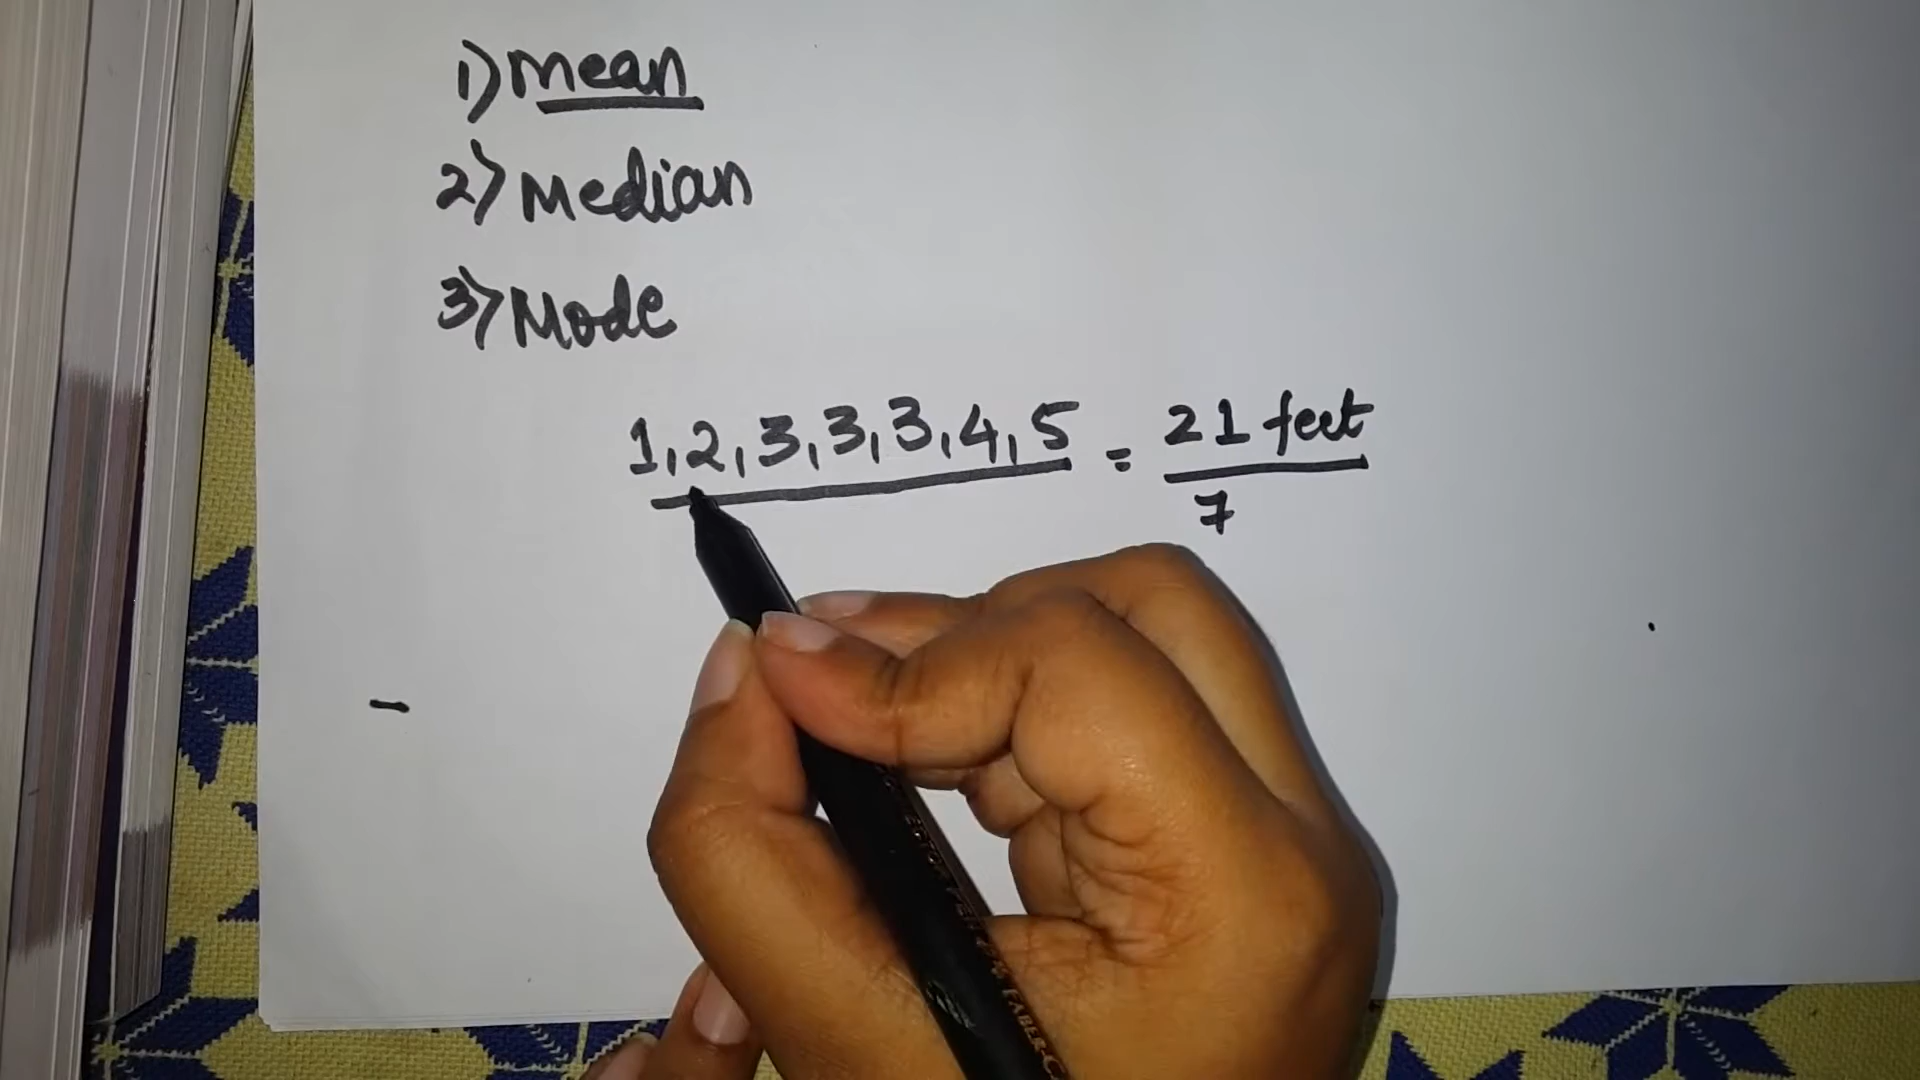 1) Mean
2) Median
3) Mode
1, 2, 3, 3, 3, 4, 5 = 21 feet
7